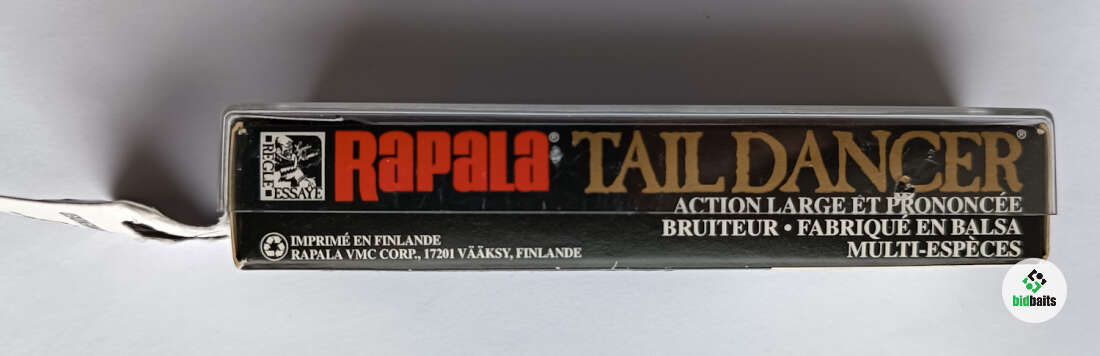 RÉGLÉ
ESSAYÉ
RAPALA® TAIL DANCER®
ACTION LARGE ET PRONONCÉE
BRUITEUR • FABRIQUÉ EN BALSA
MULTI-ESPÈCES
IMPRIMÉ EN FINLANDE
RAPALA VMC CORP., 17201 VÄÄKSY, FINLANDE
bidbaits